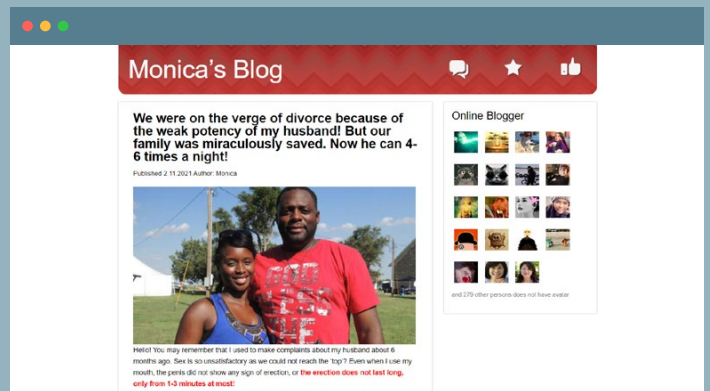 Monica's Blog
We were on the verge of divorce because of
the weak potency of my husband! But our
family was miraculously saved. Now he can 4-
6 times a night!
Published 2.11.2021 Author: Monica
GOD
BLESS
THE
Hello! You may remember that I used to make complaints about my husband about 6
months ago. Sex is so unsatisfactory as we could not reach the 'top'? Even when I use my
mouth, the penis did not show any sign of erection, or the erection does not last long,
only from 1-3 minutes at most!
Online Blogger
and 279 other persons does not have avatar